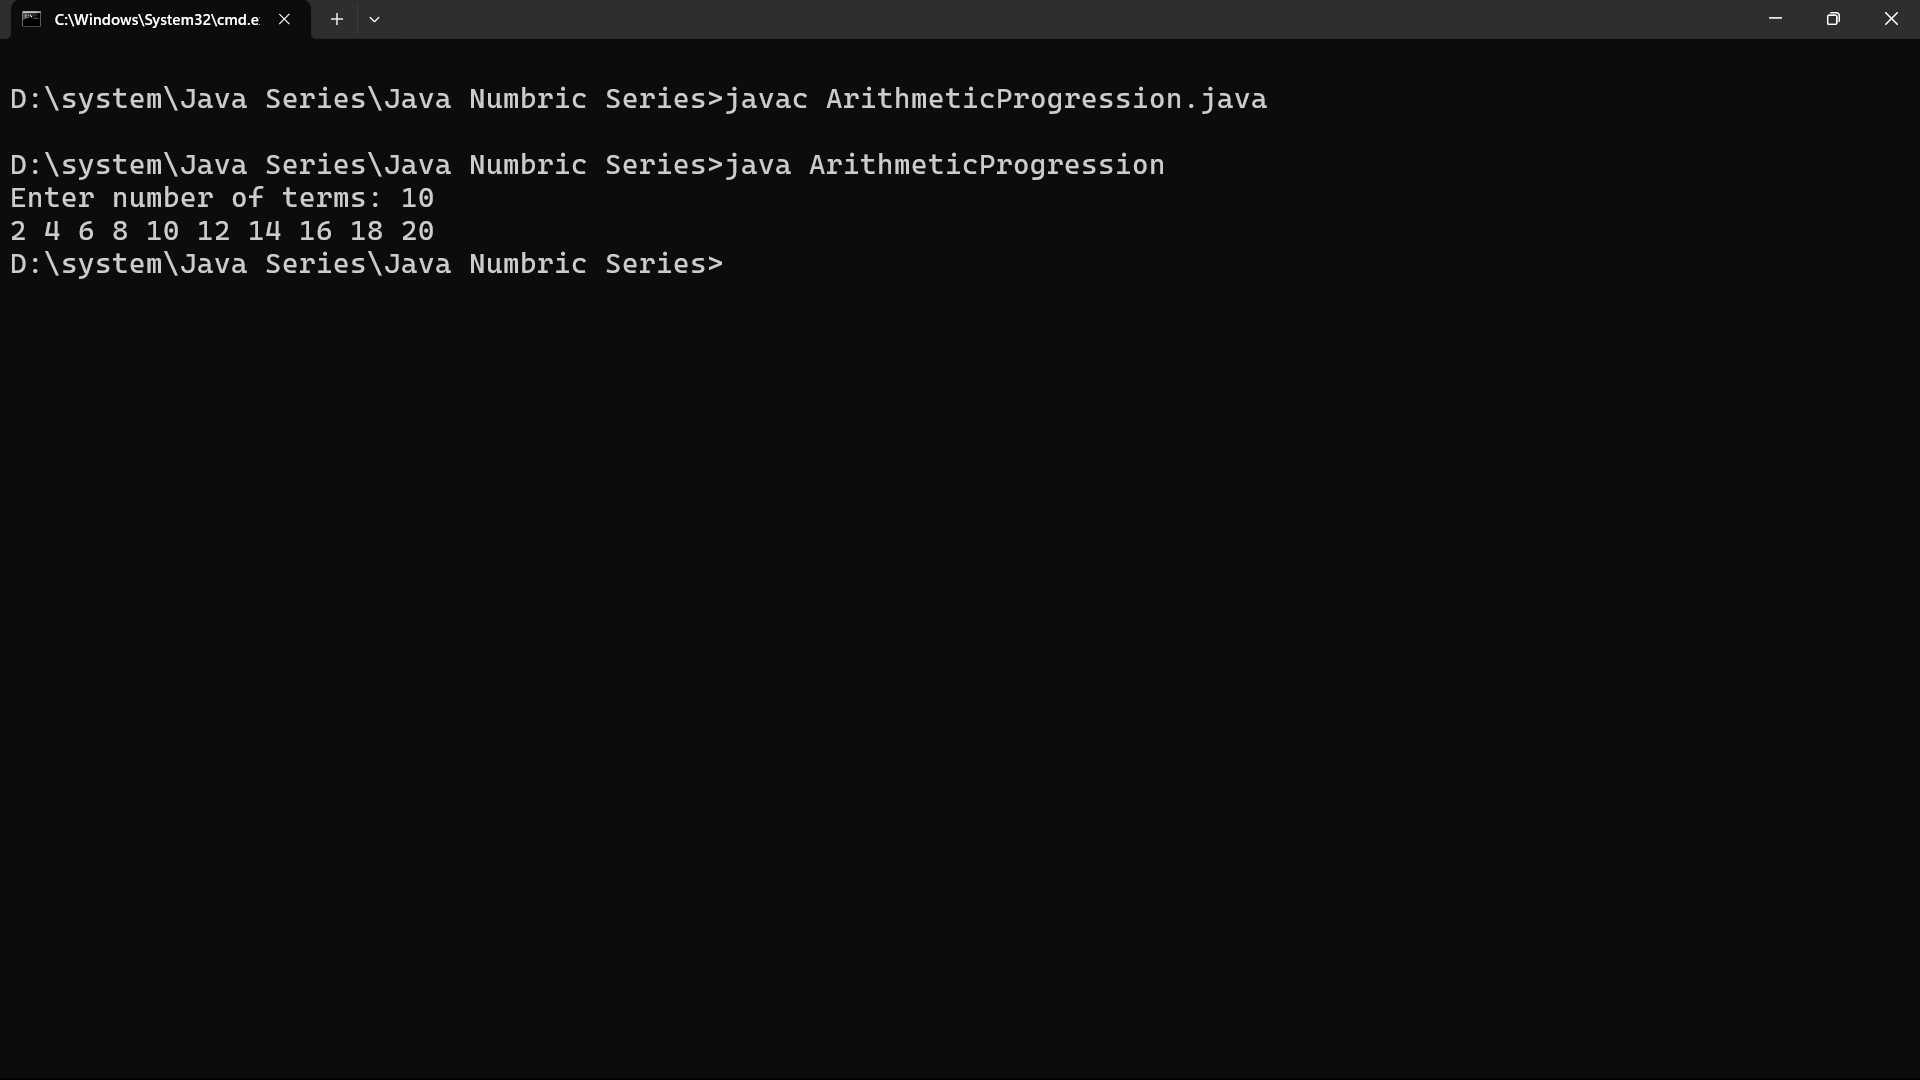 C:\Windows\System32\cmd.e
D:\system\Java Series\Java Numbric Series>javac ArithmeticProgression.java
D:\system\Java Series\Java Numbric Series>java ArithmeticProgression
Enter number of terms: 10
2 4 6 8 10 12 14 16 18 20
D:\system\Java Series\Java Numbric Series>